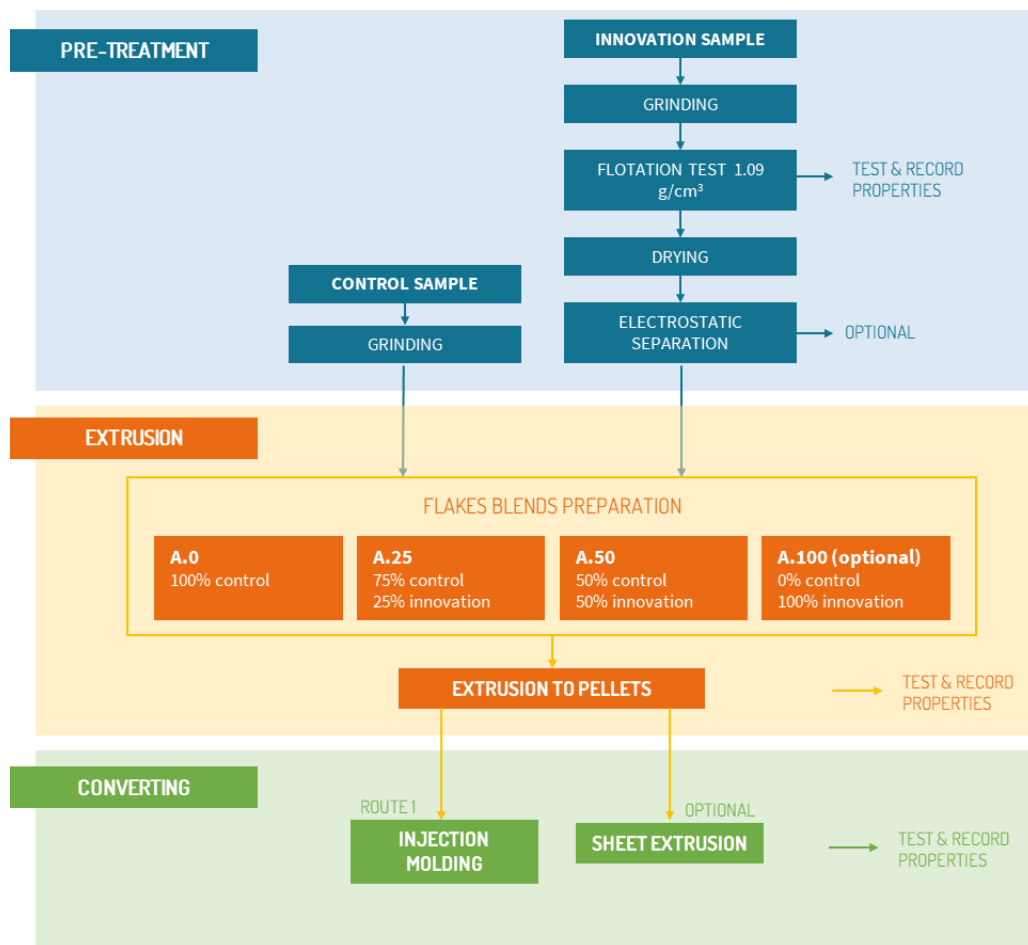 PRE-TREATMENT
INNOVATION SAMPLE
GRINDING
FLOTATION TEST 1.09
g/cm³
TEST & RECORD
PROPERTIES
DRYING
CONTROL SAMPLE
GRINDING
ELECTROSTATIC
SEPARATION
OPTIONAL
EXTRUSION
FLAKES BLENDS PREPARATION
A.0
100% control
A.25
75% control
25% innovation
A.50
50% control
50% innovation
A.100 (optional)
0% control
100% innovation
EXTRUSION TO PELLETS
TEST & RECORD
PROPERTIES
CONVERTING
ROUTE 1
INJECTION
MOLDING
OPTIONAL
SHEET EXTRUSION
TEST & RECORD
PROPERTIES